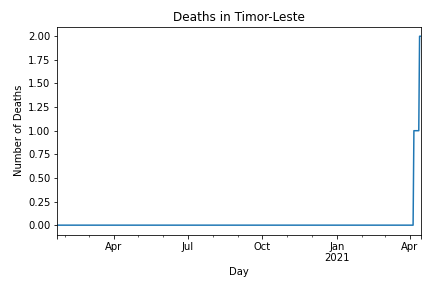 Deaths in Timor-Leste
2.00
1.75
1.50
1.25
1.00
0.75
0.50
0.25
0.00
Number of Deaths
Apr Jul Oct Jan Apr
2021
Day